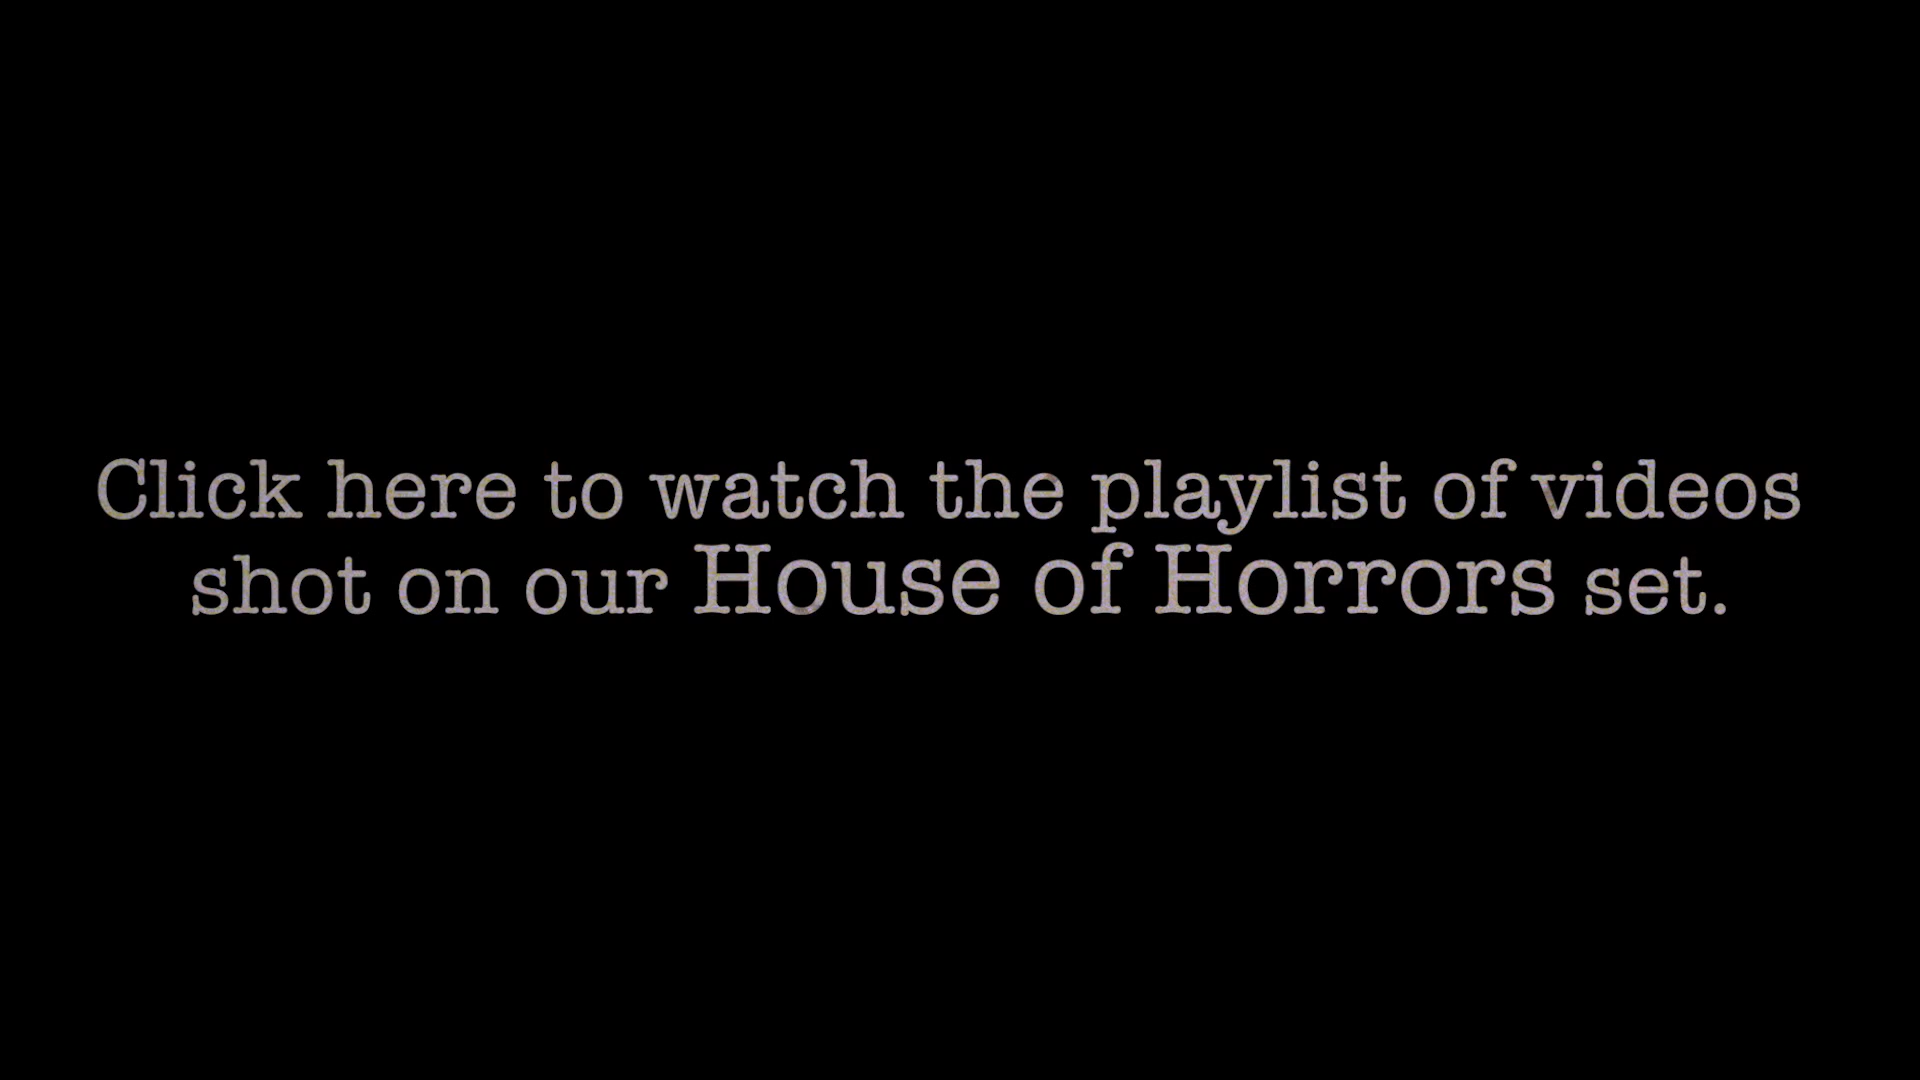 Click here to watch the playlist of videos
shot on our House of Horrors set.